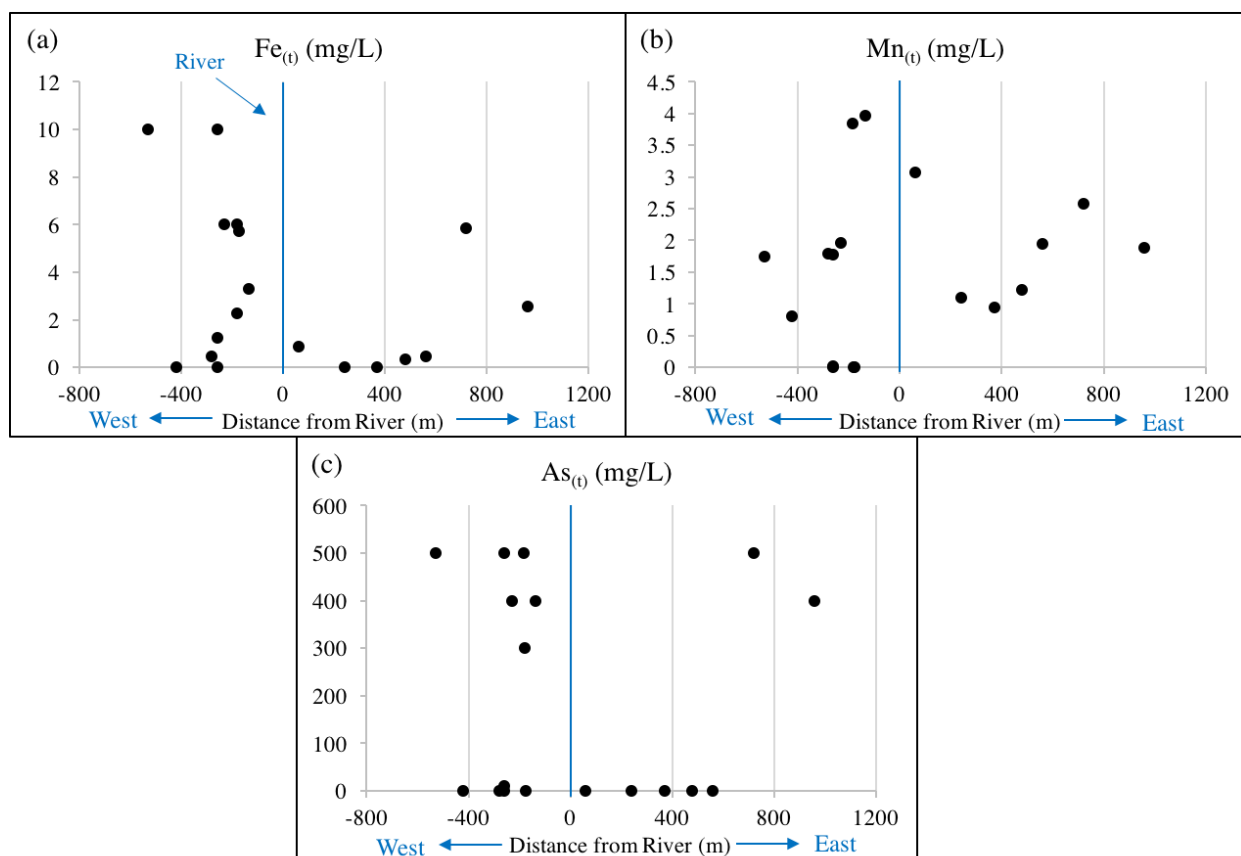 (a)
Fe(t) (mg/L)
River
12
10
8
6
4
2
0
-800 -400 0 400 800 1200
West Distance from River (m) East
(b)
Mn(t) (mg/L)
4.5
4
3.5
3
2.5
2
1.5
1
0.5
0
-800 -400 0 400 800 1200
West Distance from River (m) East
(c)
As(t) (mg/L)
600
500
400
300
200
100
0
-800 -400 0 400 800 1200
West Distance from River (m) East